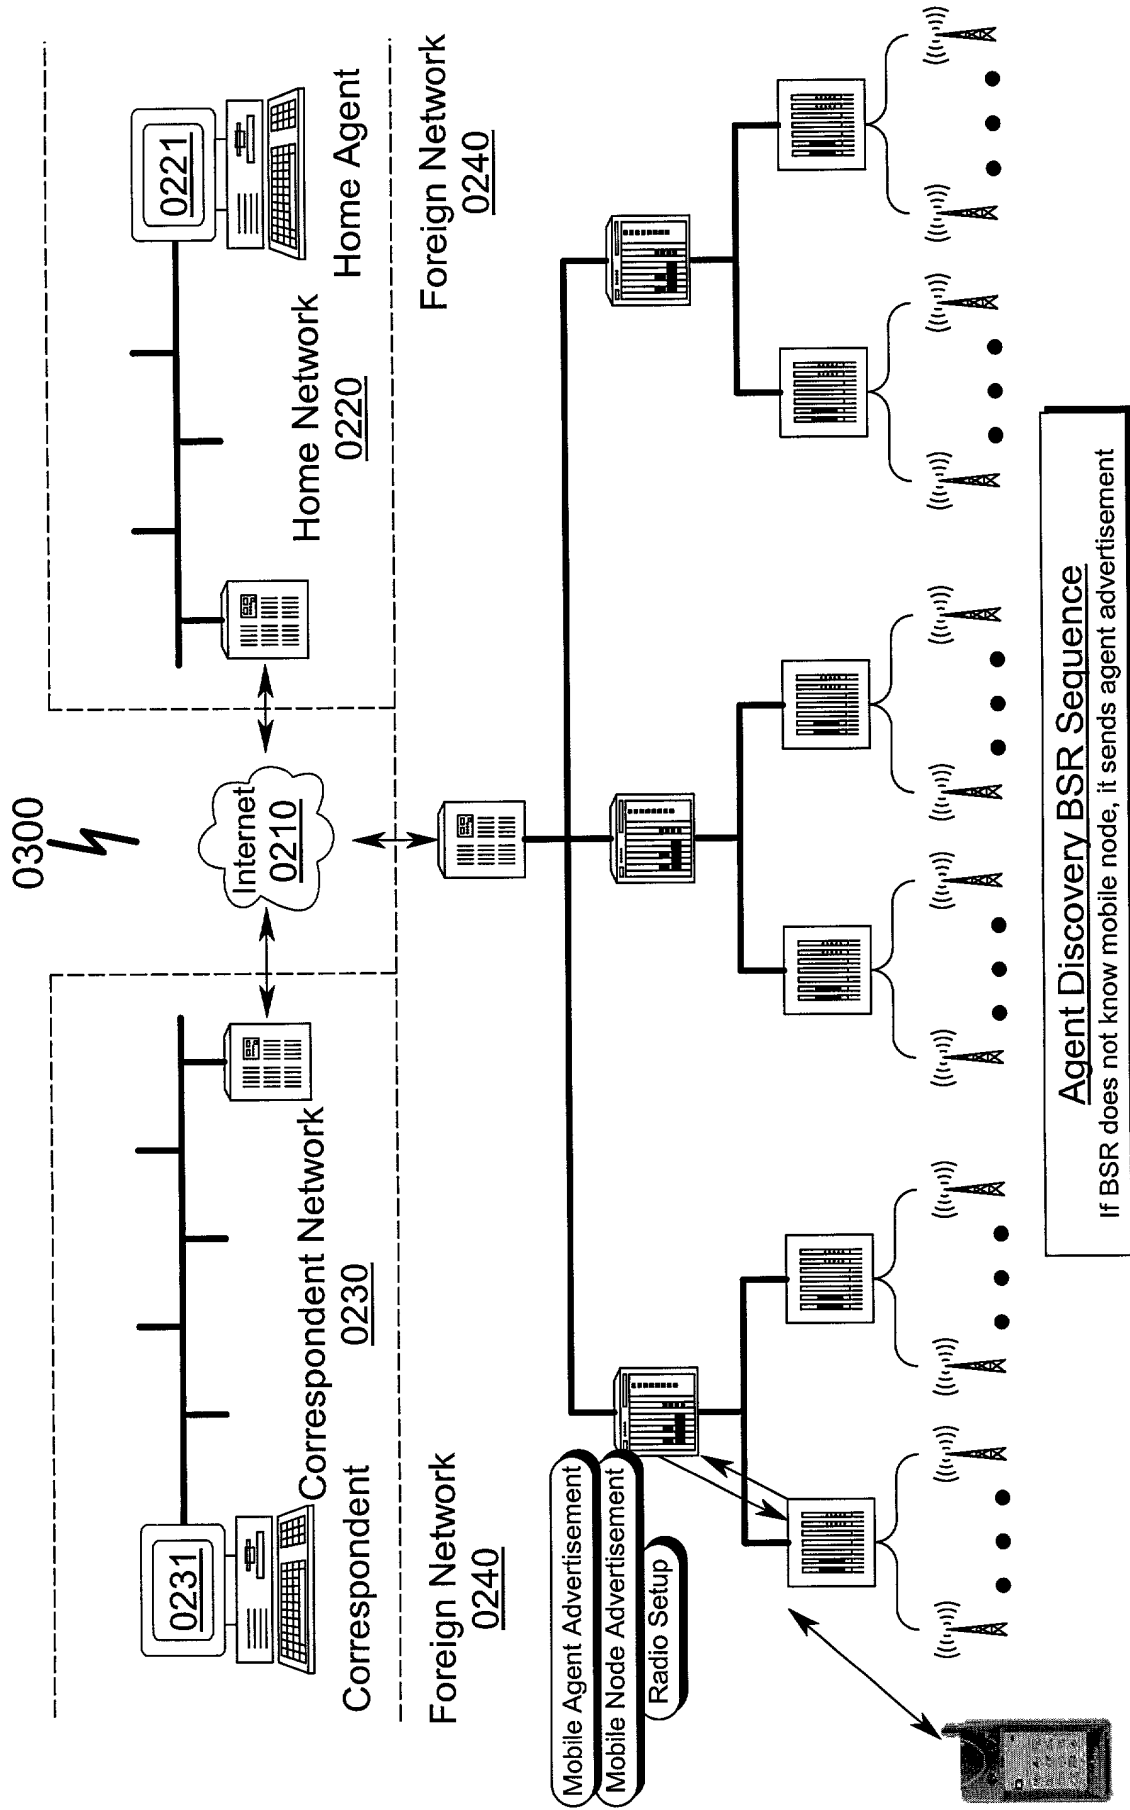 0300
Internet
0210
0231
Correspondent
Correspondent Network
0230
0221
Home Agent
Home Network
0220
Foreign Network
0240
Foreign Network
0240
Mobile Agent Advertisement
Mobile Node Advertisement
Radio Setup
Agent Discovery BSR Sequence
If BSR does not know mobile node, it sends agent advertisement